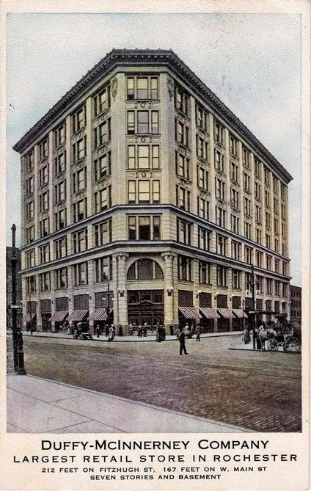 DUFFY-MCINNERNEY COMPANY
LARGEST RETAIL STORE IN ROCHESTER
212 FEET ON FITZHUGH ST, 167 FEET ON W. MAIN ST
SEVEN STORIES AND BASEMENT